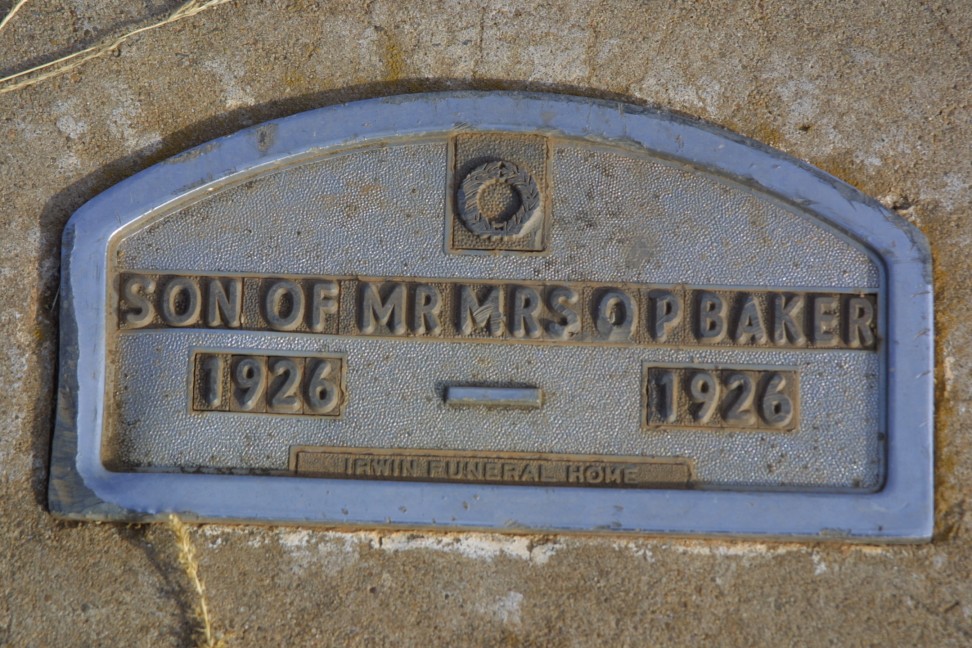 SON OF MR MRS O P BAKER
1926 — 1926
IRWIN FUNERAL HOME